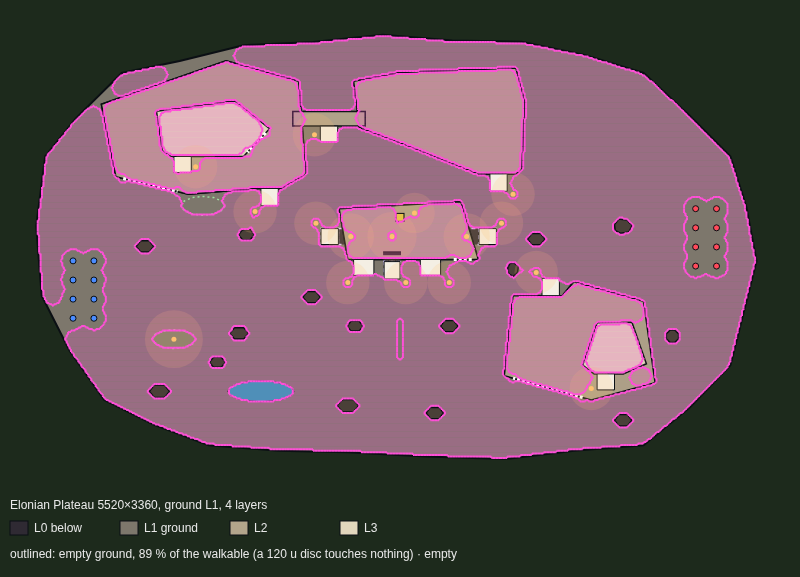 Elonian Plateau 5520×3360, ground L1, 4 layers
L0 below L1 ground L2 L3
outlined: empty ground, 89 % of the walkable (a 120 u disc touches nothing) · empty